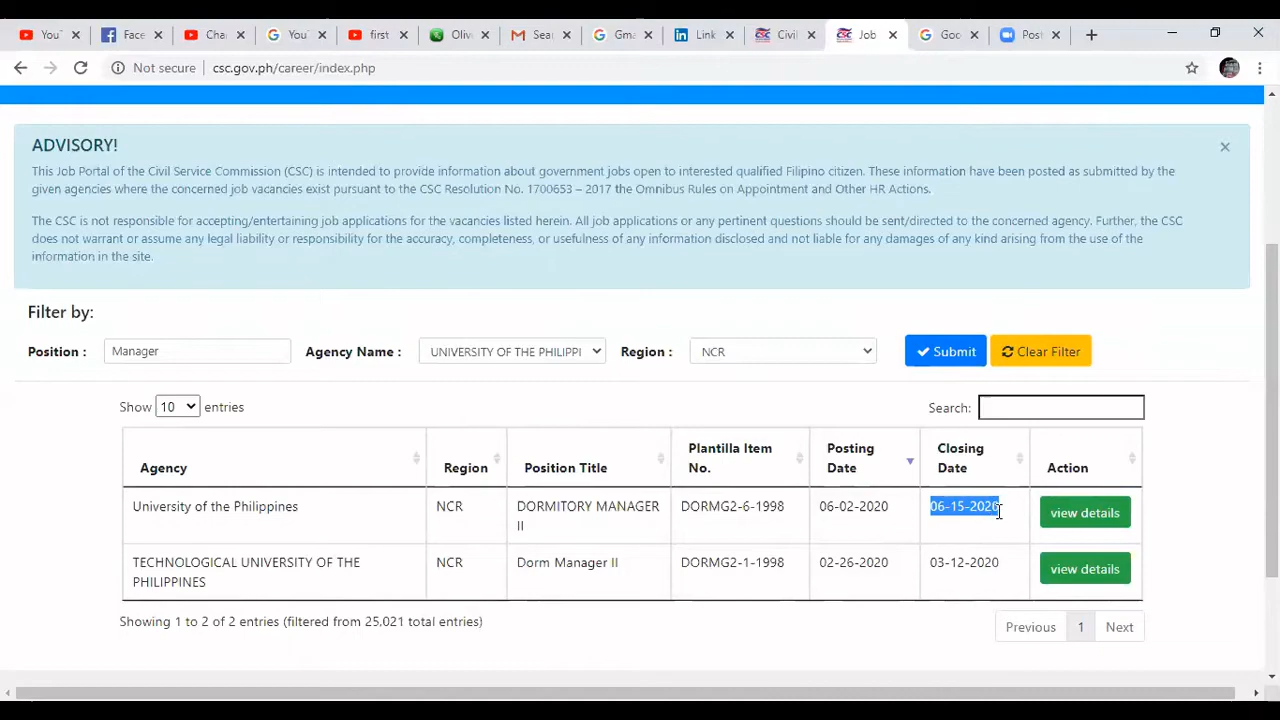 You
Face
Cha
You
first
Olive
Sear
Gma
Link
Civil
Job
Goo
Post
Not secure
csc.gov.ph/career/index.php
ADVISORY!
This Job Portal of the Civil Service Commission (CSC) is intended to provide information about government jobs open to interested qualified Filipino citizen. These information have been posted as submitted by the
given agencies where the concerned job vacancies exist pursuant to the CSC Resolution No. 1700653 – 2017 the Omnibus Rules on Appointment and Other HR Actions.
The CSC is not responsible for accepting/entertaining job applications for the vacancies listed herein. All job applications or any pertinent questions should be sent/directed to the concerned agency. Further, the CSC
does not warrant or assume any legal liability or responsibility for the accuracy, completeness, or usefulness of any information disclosed and not liable for any damages of any kind arising from the use of the
information in the site.
Filter by:
Position : Manager Agency Name : UNIVERSITY OF THE PHILIPPI Region : NCR Submit Clear Filter
Show 10 entries Search:
Agency Region Position Title Plantilla Item No. Posting Date Closing Date Action
University of the Philippines NCR DORMITORY MANAGER II DORMG2-6-1998 06-02-2020 06-15-2020 view details
TECHNOLOGICAL UNIVERSITY OF THE PHILIPPINES NCR Dorm Manager II DORMG2-1-1998 02-26-2020 03-12-2020 view details
Showing 1 to 2 of 2 entries (filtered from 25,021 total entries)
Previous 1 Next